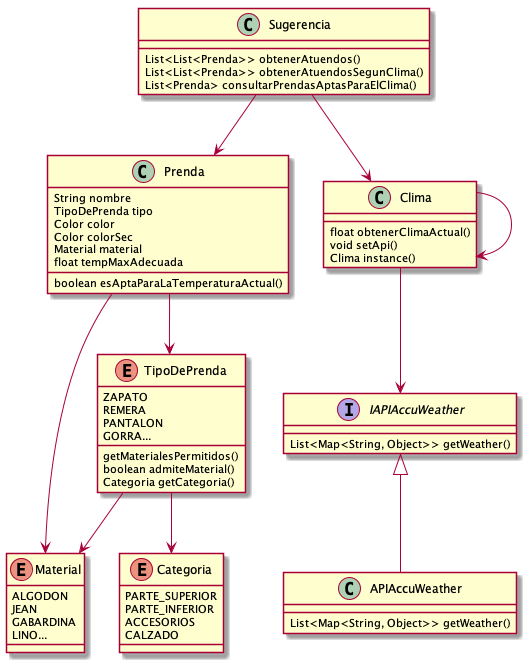 C Sugerencia
List<List<Prenda>> obtenerAtuendos()
List<List<Prenda>> obtenerAtuendosSegunClima()
List<Prenda> consultarPrendasAptasParaElClima()
C Prenda
String nombre
TipoDePrenda tipo
Color color
Color colorSec
Material material
float tempMaxAdecuada
boolean esAptaParaLaTemperaturaActual()
C Clima
float obtenerClimaActual()
void setApi()
Clima instance()
E TipoDePrenda
ZAPATO
REMERA
PANTALON
GORRA...
getMaterialesPermitidos()
boolean admiteMaterial()
Categoria getCategoria()
I IAPIAccuWeather
List<Map<String, Object>> getWeather()
E Material
ALGODON
JEAN
GABARDINA
LINO...
E Categoria
PARTE_SUPERIOR
PARTE_INFERIOR
ACCESORIOS
CALZADO
C APIAccuWeather
List<Map<String, Object>> getWeather()